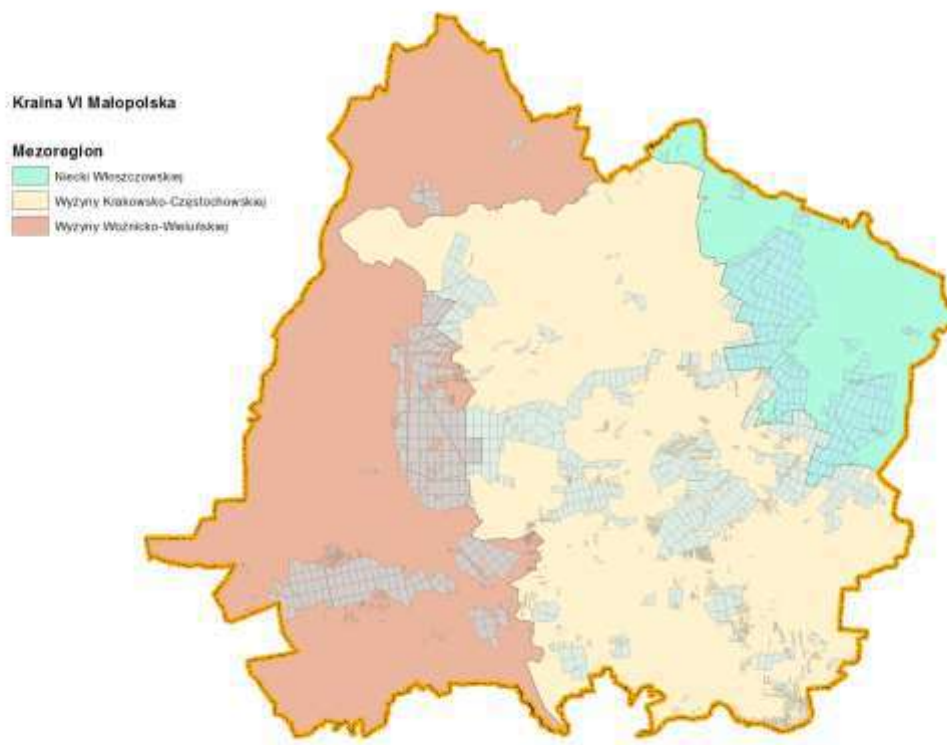 Kraina VI Małopolska
Mezoregion
Niecki Włoszczowskiej
Wyżyny Krakowsko-Częstochowskiej
Wyżyny Woźnicko-Wieluńskiej